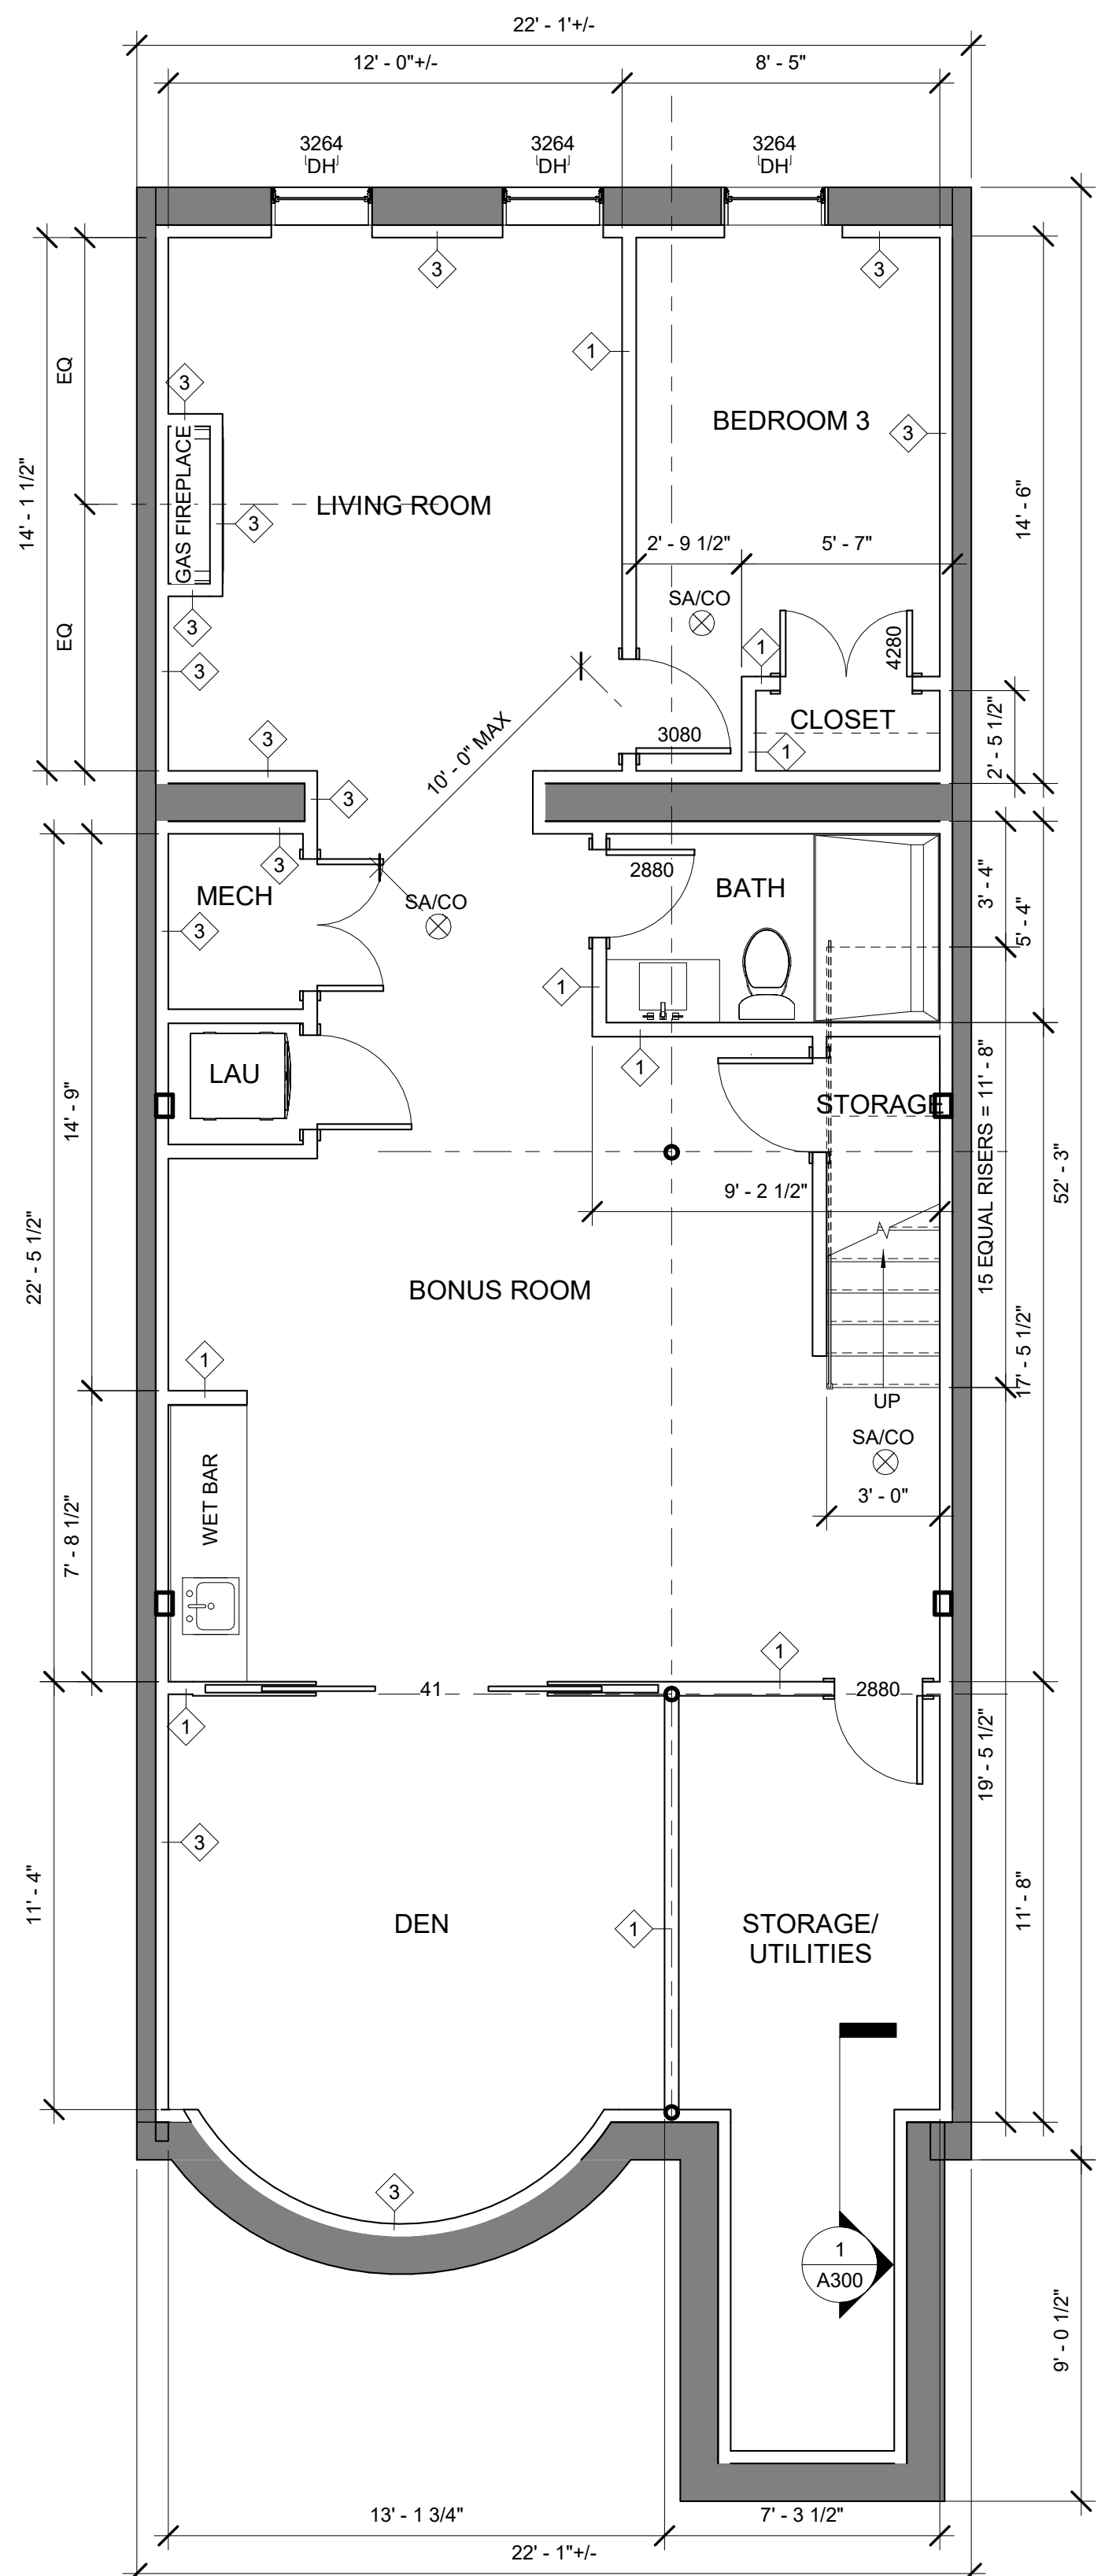 22' - 1'+/-
12' - 0"+/-
8' - 5"
3264
DH
3264
DH
3264
DH
3
3
1
EQ
3
BEDROOM 3
3
14' - 1 1/2"
GAS FIREPLACE
LIVING ROOM
3
14' - 6"
2' - 9 1/2"
5' - 7"
SA/CO
3
EQ
3
1
4280
CLOSET
2' - 5 1/2"
3
10' - 0" MAX
3080
1
3
3
2880
BATH
MECH
SA/CO
3
3' - 4"
5' - 4"
1
1
LAU
STORAGE
14' - 9"
15 EQUAL RISERS = 11' - 8"
52' - 3"
9' - 2 1/2"
22' - 5 1/2"
BONUS ROOM
1
17' - 5 1/2"
UP
SA/CO
WET BAR
3' - 0"
7' - 8 1/2"
1
41
2880
1
19' - 5 1/2"
3
11' - 4"
DEN
1
STORAGE/
UTILITIES
11' - 8"
3
1
A300
9' - 0 1/2"
13' - 1 3/4"
7' - 3 1/2"
22' - 1"+/-